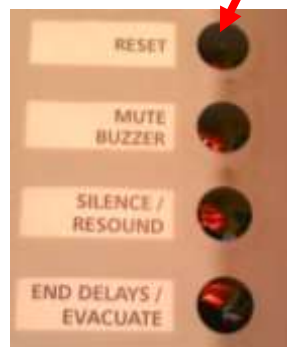 RESET
MUTE
BUZZER
SILENCE /
RESOUND
END DELAYS /
EVACUATE